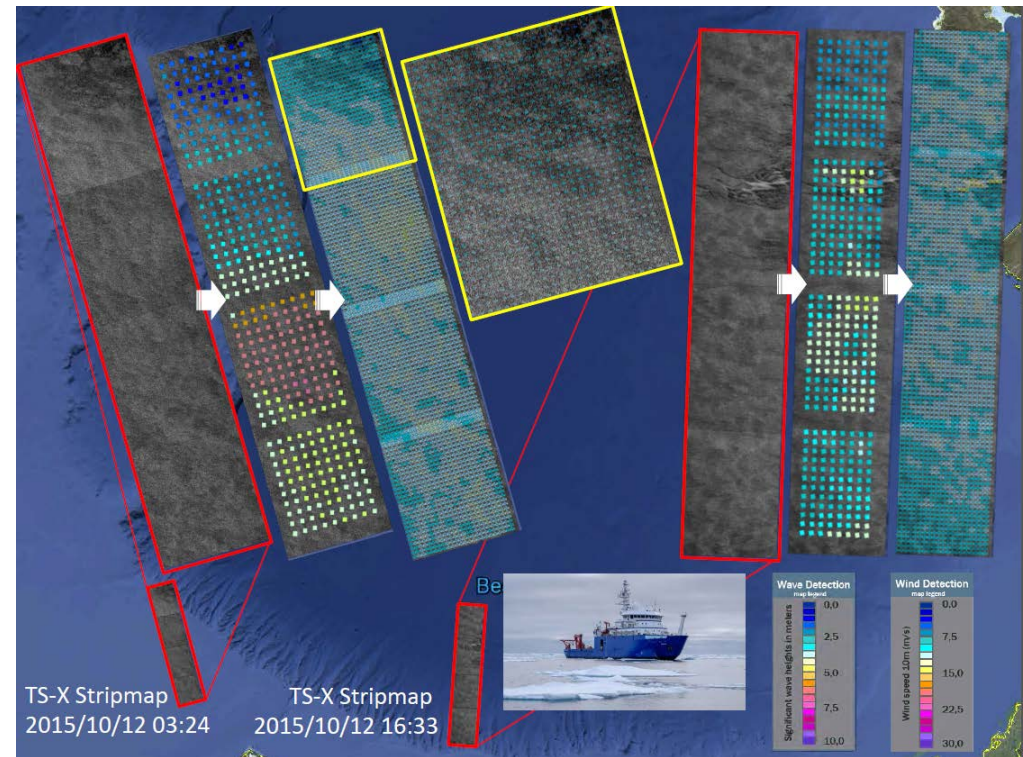 Be
TS-X Stripmap
2015/10/12 03:24
TS-X Stripmap
2015/10/12 16:33
Wave Detection
map legend
Significant wave heights in meters
0,0
2,5
5,0
7,5
10,0
Wind Detection
map legend
Wind speed 10m (m/s)
0.0
7,5
15,0
22,5
30,0